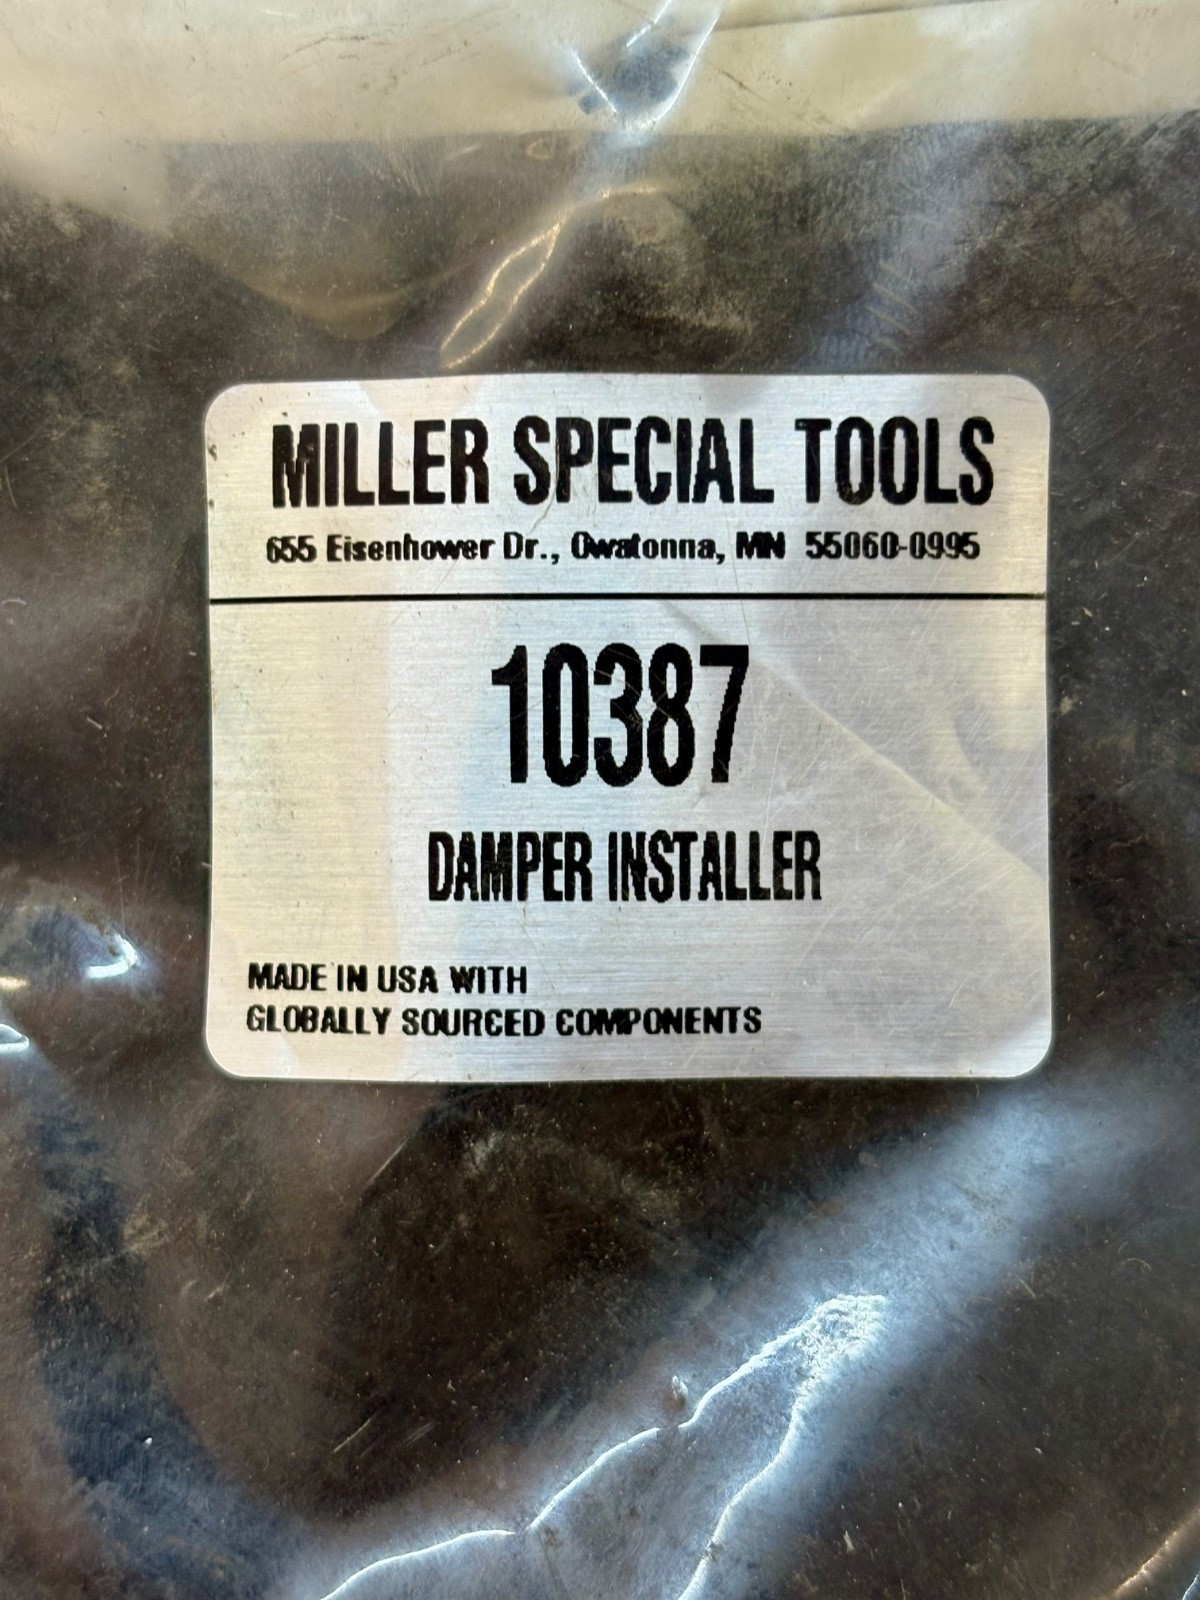 MILLER SPECIAL TOOLS
655 Eisenhower Dr., Owatonna, MN 55060-0995
10387
DAMPER INSTALLER
MADE IN USA WITH
GLOBALLY SOURCED COMPONENTS